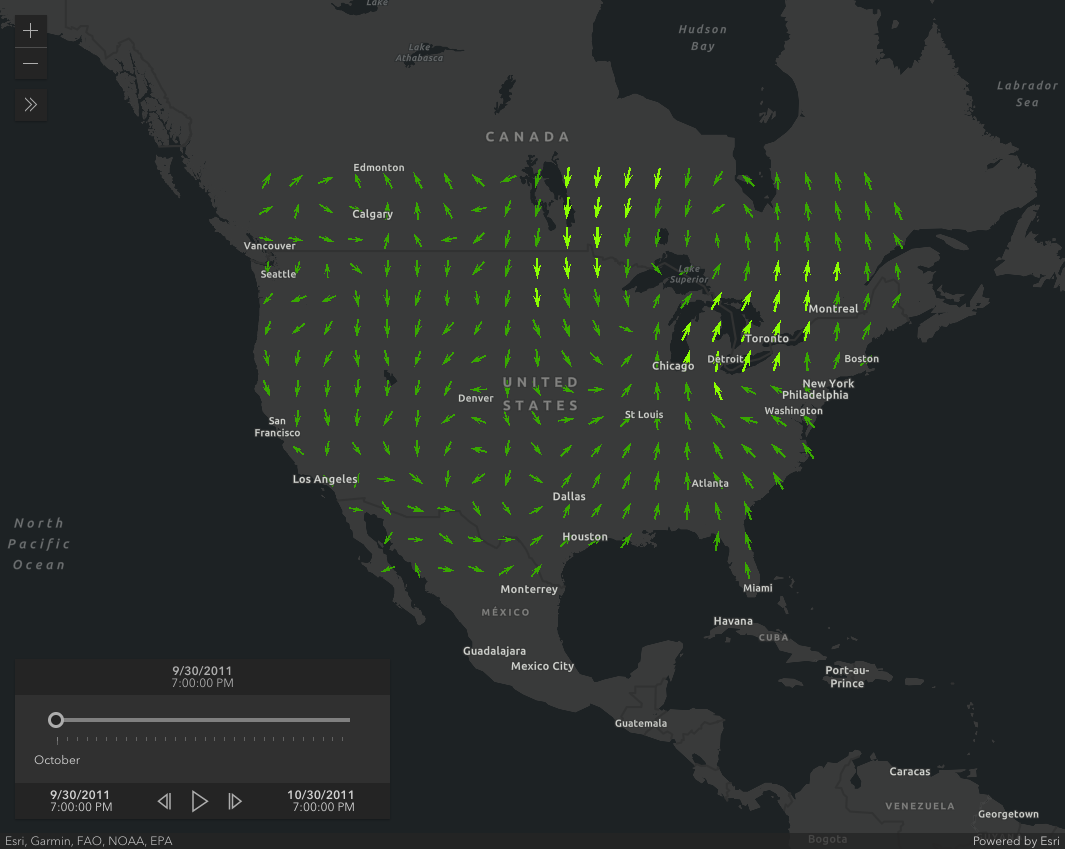 Lake
Hudson
Bay
Lake
Athabasca
Labrador
Sea
CANADA
Edmonton
Calgary
Vancouver
Seattle
Lake
Superior
Montreal
Toronto
Chicago
Detroit
Boston
UNITED
STATES
New York
Philadelphia
Denver
Washington
St Louis
San
Francisco
Los Angeles
Atlanta
Dallas
North
Pacific
Ocean
Houston
Monterrey
Miami
MÉXICO
Havana
CUBA
Guadalajara
Mexico City
Port-au-
Prince
Guatemala
Caracas
VENEZUELA
Georgetown
Bogota
9/30/2011
7:00:00 PM
October
9/30/2011
7:00:00 PM
10/30/2011
7:00:00 PM
Esri, Garmin, FAO, NOAA, EPA
Powered by Esri